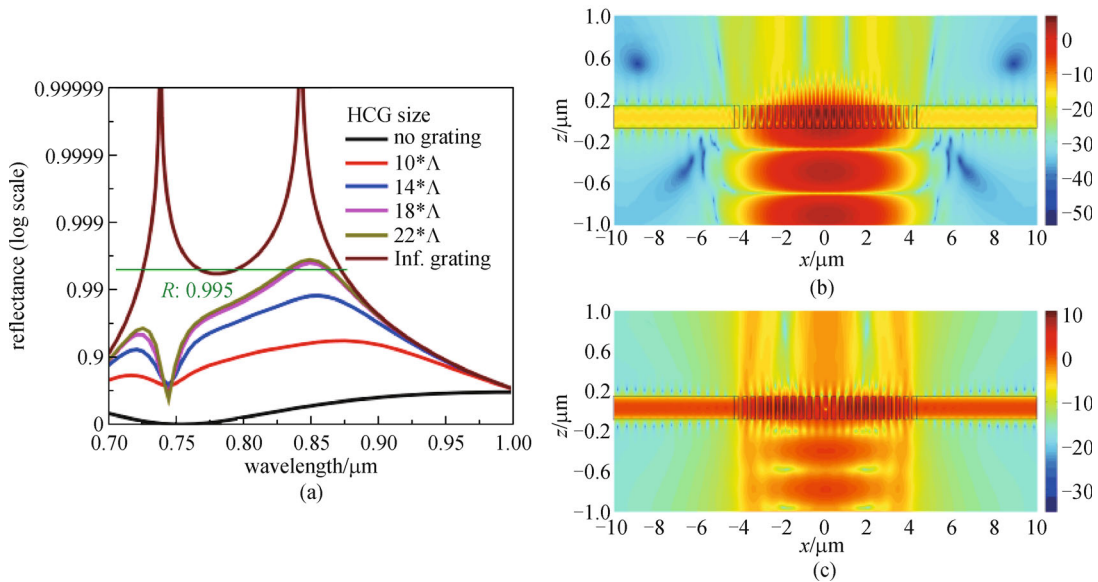 (a)
0.99999
0.9999
0.999
0.99
0.9
0
reflectance (log scale)
HCG size
no grating
10*Λ
14*Λ
18*Λ
22*Λ
Inf. grating
R: 0.995
0.70 0.75 0.80 0.85 0.90 0.95 1.00
wavelength/μm
(a)
1.0
0.6
0.2
−0.2
−0.6
−1.0
z/μm
−10 −8 −6 −4 −2 0 2 4 6 8 10
x/μm
0
−10
−20
−30
−40
−50
(b)
1.0
0.6
0.2
−0.2
−0.6
−1.0
z/μm
−10 −8 −6 −4 −2 0 2 4 6 8 10
x/μm
10
0
−10
−20
−30
(c)